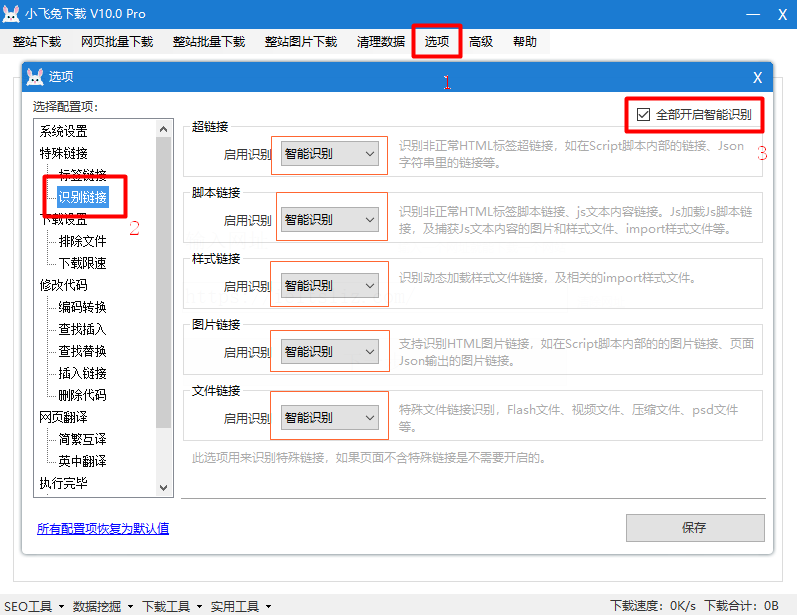 小飞兔下载 V10.0 Pro
整站下载 网页批量下载 整站批量下载 整站图片下载 清理数据 选项 高级 帮助
1
选项
选择配置项：
系统设置
特殊链接
标签链接
识别链接
2
下载设置
排除文件
下载限速
修改代码
编码转换
查找插入
查找替换
插入链接
删除代码
网页翻译
简繁互译
英中翻译
执行完毕
全部开启智能识别
3
超链接
启用识别 智能识别
识别非正常HTML标签超链接，如在Script脚本内部的链接、Json
字符串里的链接等。
脚本链接
启用识别 智能识别
识别非正常HTML标签脚本链接、js文本内容链接。Js加载Js脚本链
接，及捕获Js文本内容的图片和样式文件、import样式文件等。
样式链接
启用识别 智能识别
识别动态加载样式文件链接，及相关的import样式文件。
图片链接
启用识别 智能识别
支持识别HTML图片链接，如在Script脚本内部的的图片链接、页面
Json输出的图片链接。
文件链接
启用识别 智能识别
特殊文件链接识别，Flash文件、视频文件、压缩文件、psd文件
等。
此选项用来识别特殊链接，如果页面不含特殊链接是不需要开启的。
所有配置项恢复为默认值
保存
SEO工具 数据挖掘 下载工具 实用工具 下载速度：0K/s 下载合计：0B